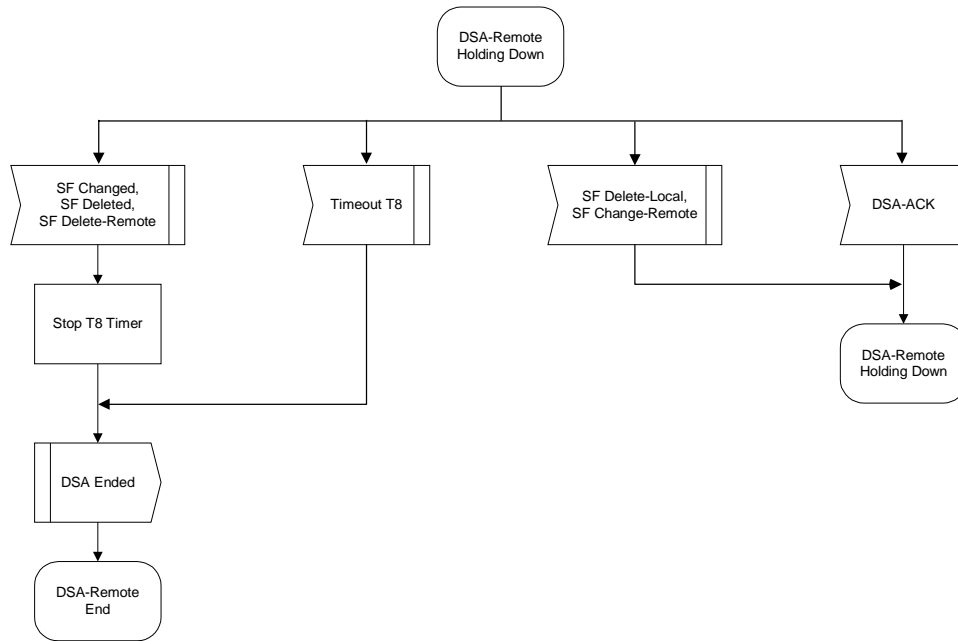 DSA-Remote
Holding Down
SF Changed,
SF Deleted,
SF Delete-Remote
Timeout T8
SF Delete-Local,
SF Change-Remote
DSA-ACK
Stop T8 Timer
DSA-Remote
Holding Down
DSA Ended
DSA-Remote
End